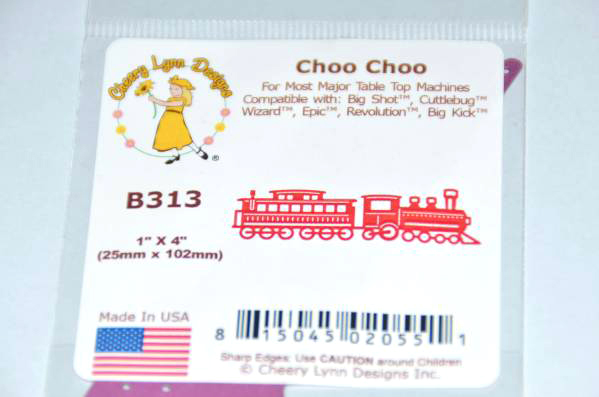 Cheery Lynn Designs
®
Choo Choo
For Most Major Table Top Machines
Compatible with: Big Shot™, Cuttlebug™
Wizard™, Epic™, Revolution™, Big Kick™
B313
1" X 4"
(25mm x 102mm)
Made In USA
8 15045 02055 1
Sharp Edges: Use CAUTION around Children
© Cheery Lynn Designs Inc.